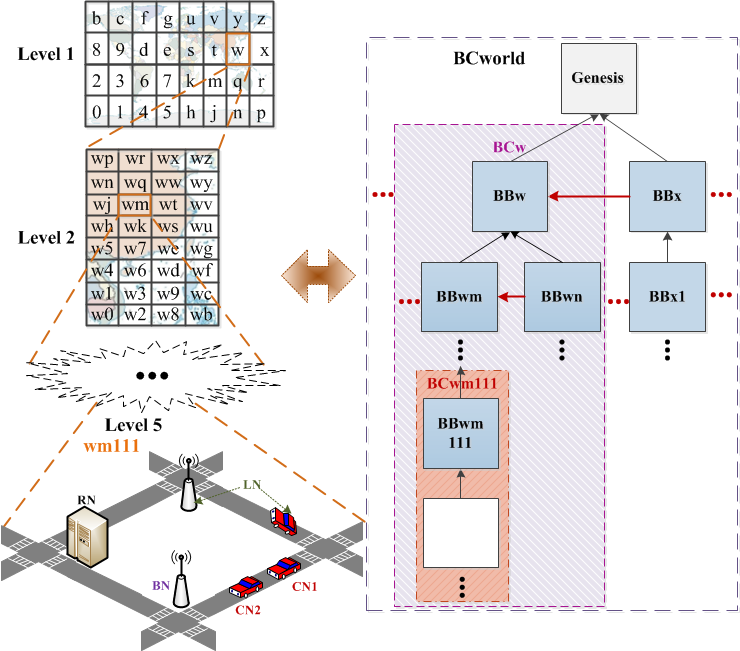 b c f g u v y z
Level 1
8 9 d e s t w x
2 3 6 7 k m q r
0 1 4 5 h j n p
wp wr wx wz
wn wq ww wy
wj wm wt wv
Level 2
wh wk ws wu
w5 w7 we wg
w4 w6 wd wf
w1 w3 w9 wc
w0 w2 w8 wb
Level 5
wm111
RN
LN
BN
CN1
CN2
BCworld
Genesis
BCw
BBw
BBx
BBwm
BBwn
BBx1
BCwm111
BBwm
111